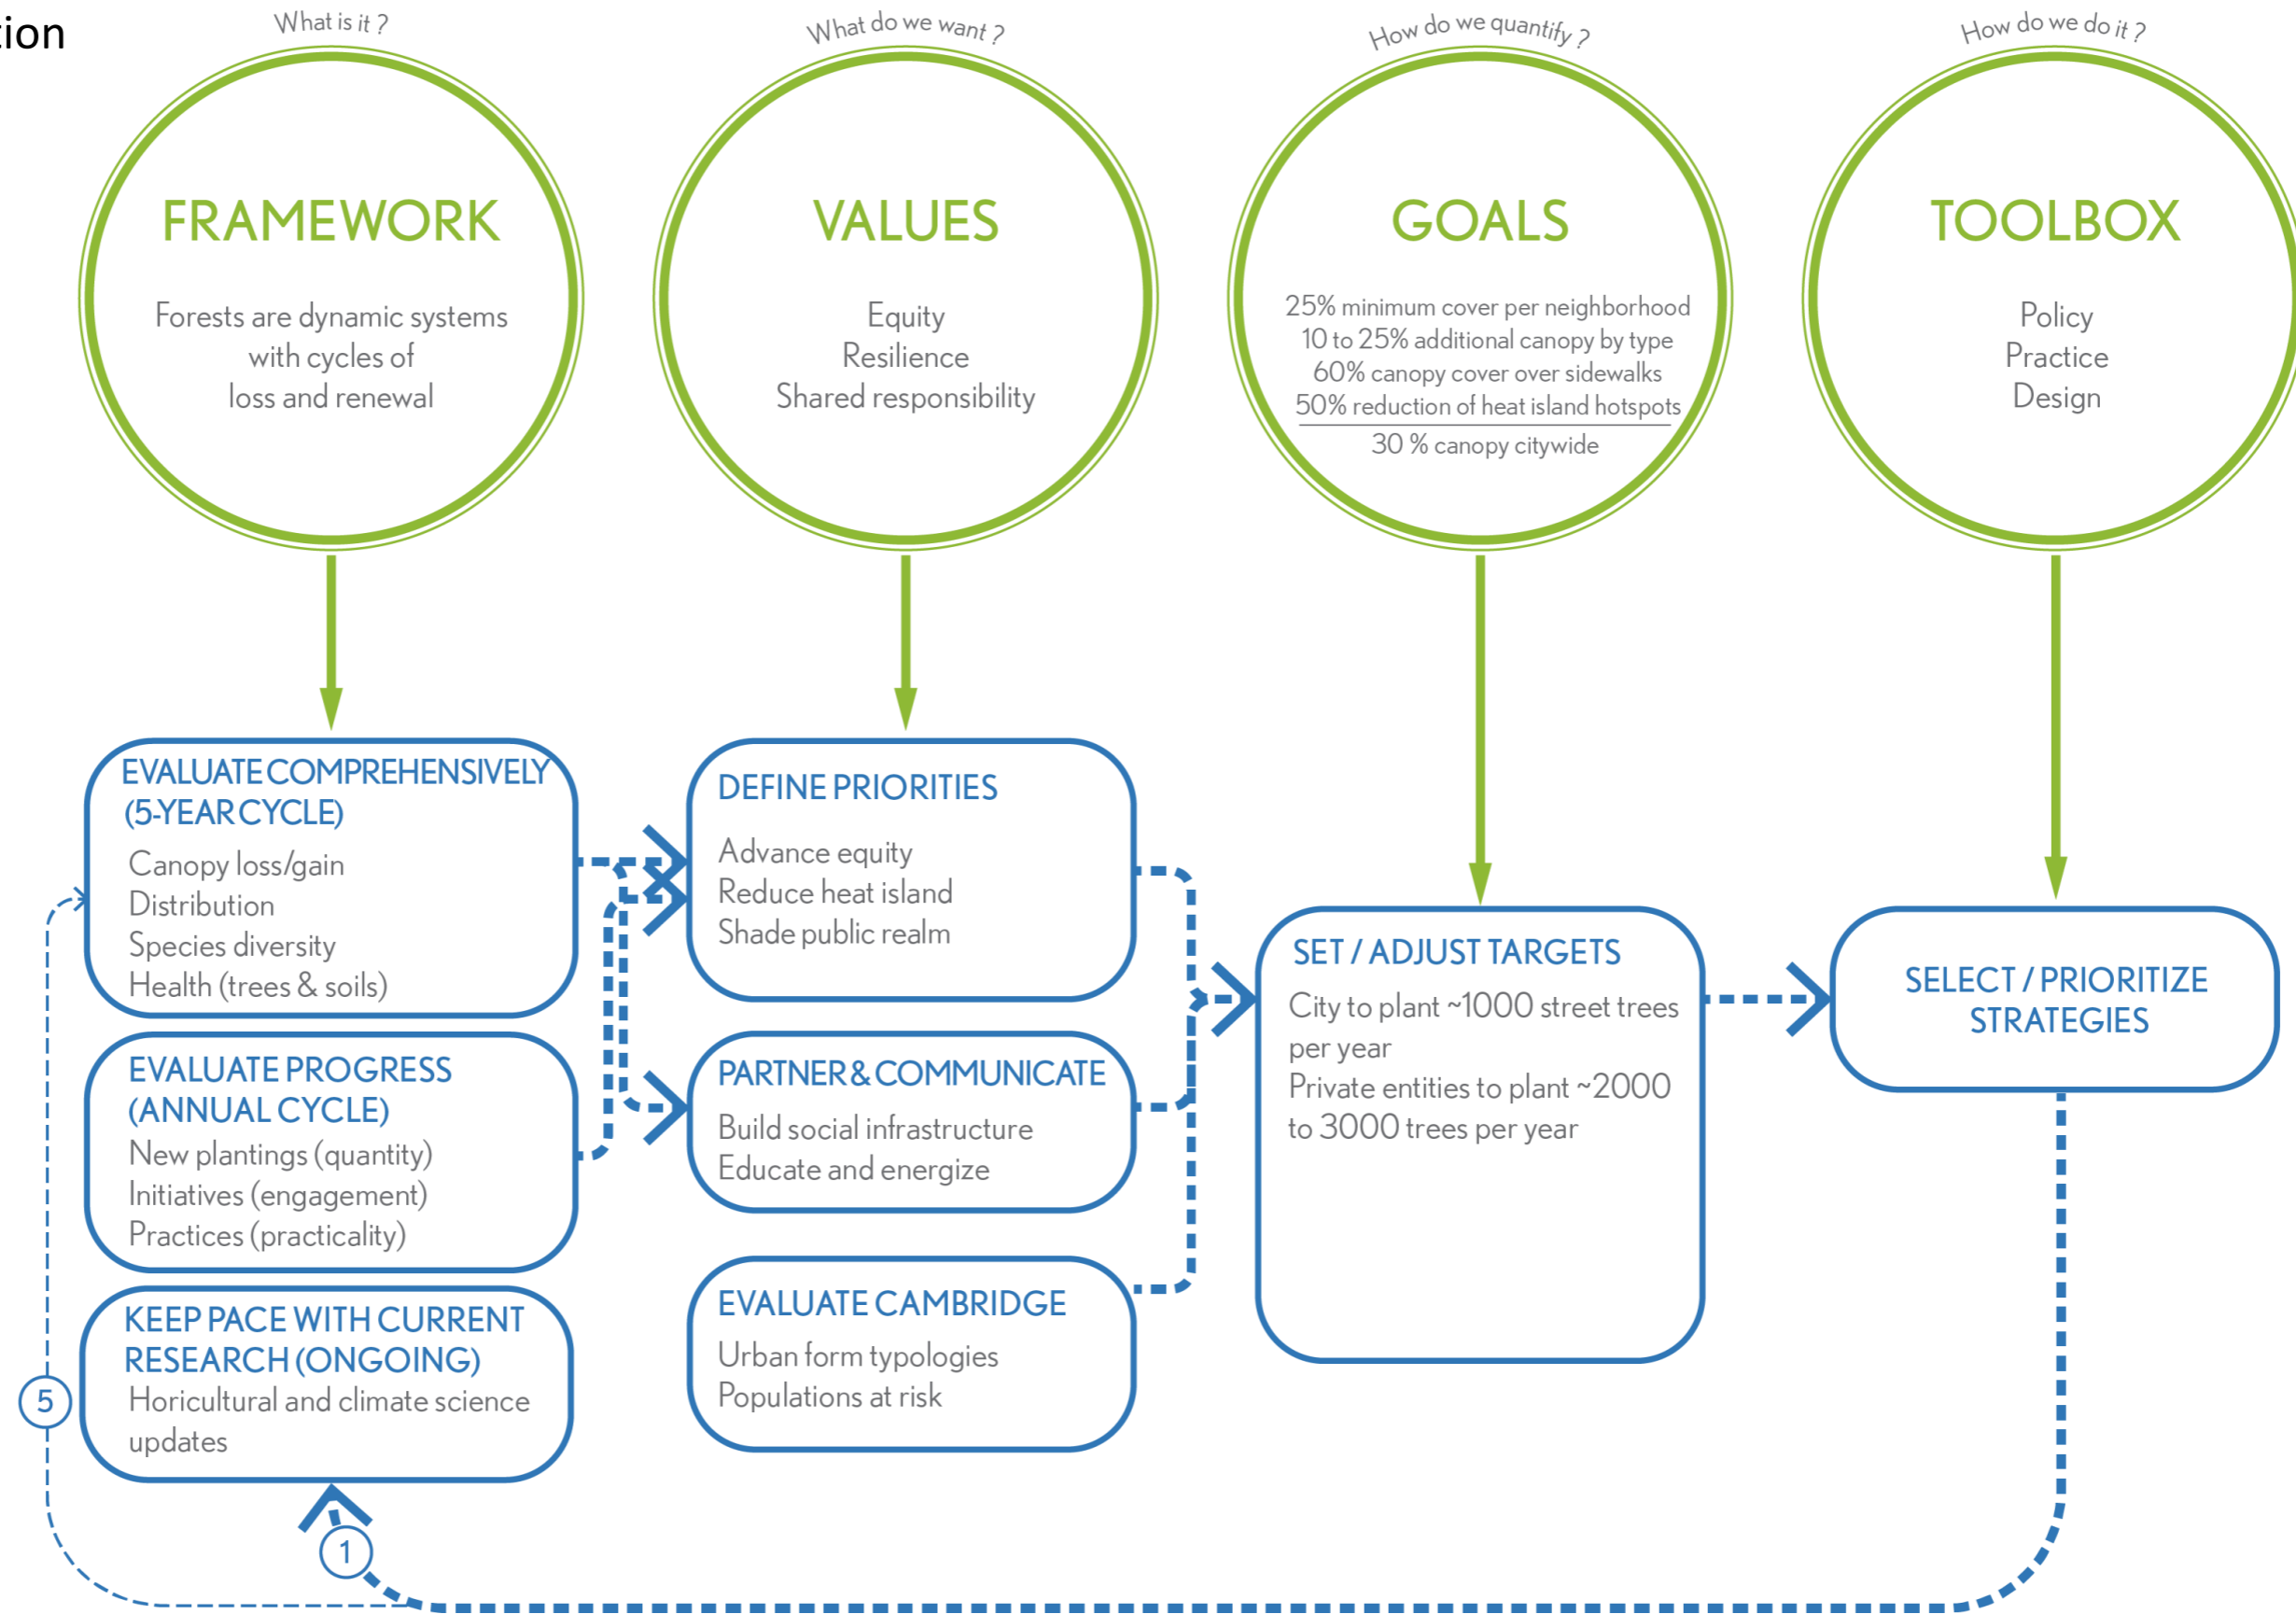 tion
What is it ?
FRAMEWORK
Forests are dynamic systems
with cycles of
loss and renewal
What do we want ?
VALUES
Equity
Resilience
Shared responsibility
How do we quantify ?
GOALS
25% minimum cover per neighborhood
10 to 25% additional canopy by type
60% canopy cover over sidewalks
50% reduction of heat island hotspots
30 % canopy citywide
How do we do it ?
TOOLBOX
Policy
Practice
Design
EVALUATE COMPREHENSIVELY
(5-YEAR CYCLE)
Canopy loss/gain
Distribution
Species diversity
Health (trees & soils)
EVALUATE PROGRESS
(ANNUAL CYCLE)
New plantings (quantity)
Initiatives (engagement)
Practices (practicality)
KEEP PACE WITH CURRENT
RESEARCH (ONGOING)
Horicultural and climate science
updates
5
1
DEFINE PRIORITIES
Advance equity
Reduce heat island
Shade public realm
PARTNER & COMMUNICATE
Build social infrastructure
Educate and energize
EVALUATE CAMBRIDGE
Urban form typologies
Populations at risk
SET / ADJUST TARGETS
City to plant ~1000 street trees
per year
Private entities to plant ~2000
to 3000 trees per year
SELECT / PRIORITIZE
STRATEGIES